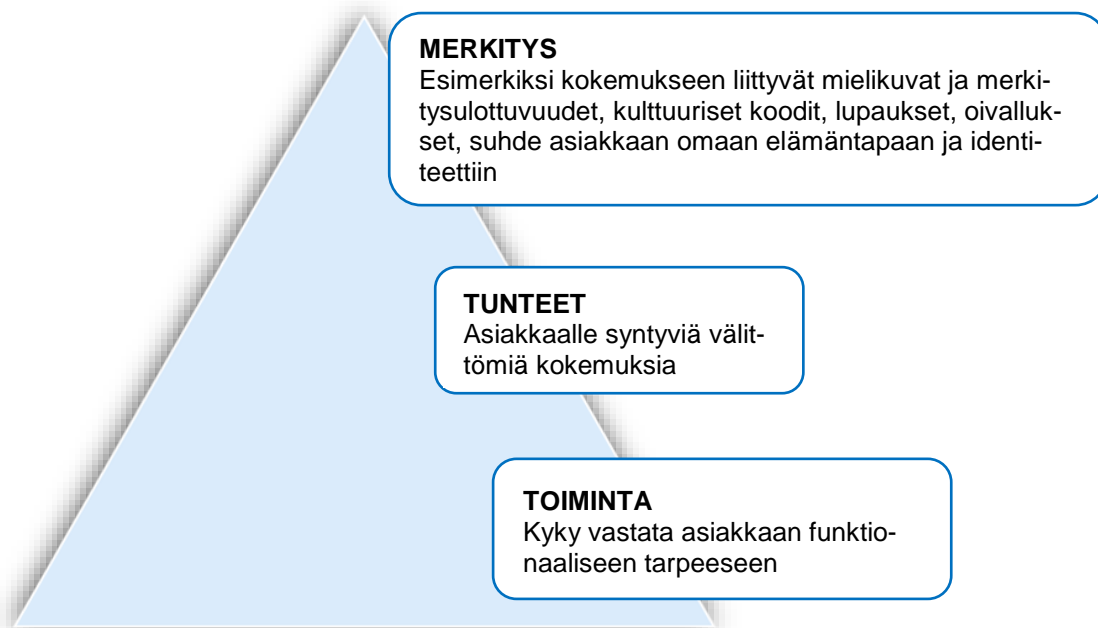 MERKITYS
Esimerkiksi kokemukseen liittyvät mielikuvat ja merki-
tysulottuvuudet, kulttuuriset koodit, lupaukset, oivalluk-
set, suhde asiakkaan omaan elämäntapaan ja identi-
teettiin
TUNTEET
Asiakkaalle syntyviä välit-
tömiä kokemuksia
TOIMINTA
Kyky vastata asiakkaan funktio-
naaliseen tarpeeseen